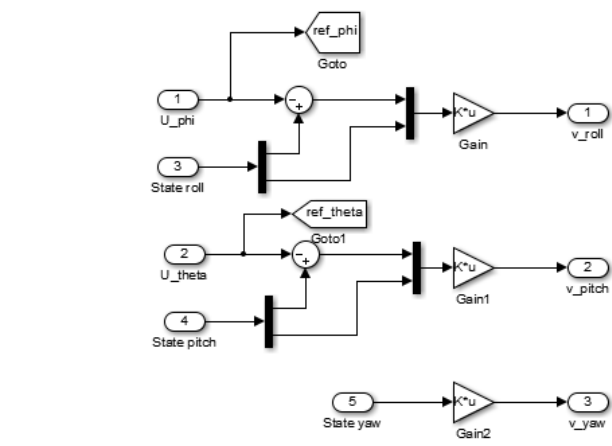 ref_phi
Goto
1
U_phi
−
+
K*u
Gain
1
v_roll
3
State roll
ref_theta
Goto1
2
U_theta
−
+
K*u
Gain1
2
v_pitch
4
State pitch
5
State yaw
K*u
Gain2
3
v_yaw